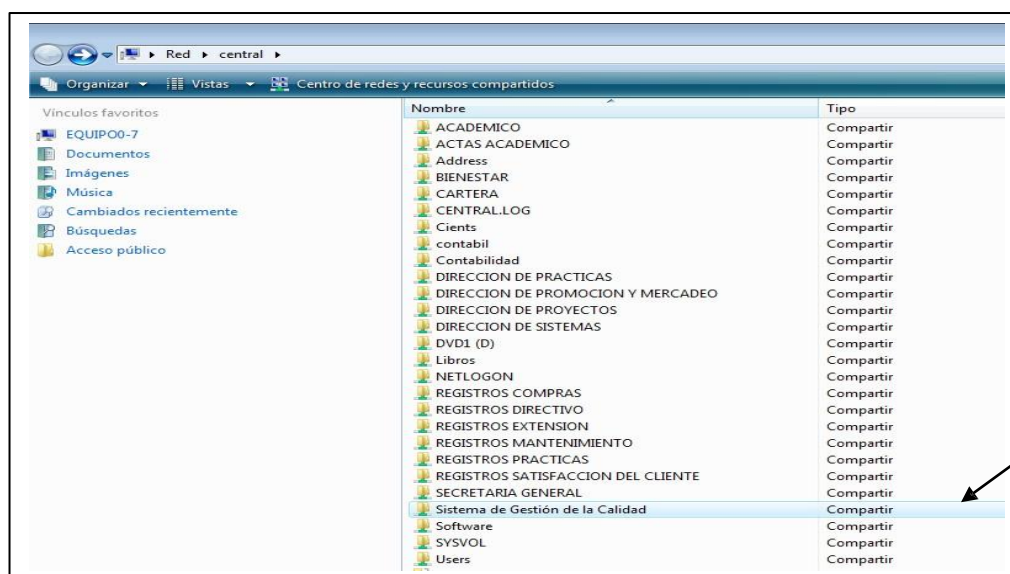 Red ▸ central ▸
Organizar Vistas Centro de redes y recursos compartidos
Vínculos favoritos
EQUIPO0-7
Documentos
Imágenes
Música
Cambiados recientemente
Búsquedas
Acceso público
Nombre Tipo
ACADEMICO Compartir
ACTAS ACADEMICO Compartir
Address Compartir
BIENESTAR Compartir
CARTERA Compartir
CENTRAL.LOG Compartir
Cients Compartir
contabil Compartir
Contabilidad Compartir
DIRECCION DE PRACTICAS Compartir
DIRECCION DE PROMOCION Y MERCADEO Compartir
DIRECCION DE PROYECTOS Compartir
DIRECCION DE SISTEMAS Compartir
DVD1 (D) Compartir
Libros Compartir
NETLOGON Compartir
REGISTROS COMPRAS Compartir
REGISTROS DIRECTIVO Compartir
REGISTROS EXTENSION Compartir
REGISTROS MANTENIMIENTO Compartir
REGISTROS PRACTICAS Compartir
REGISTROS SATISFACCION DEL CLIENTE Compartir
SECRETARIA GENERAL Compartir
Sistema de Gestión de la Calidad Compartir
Software Compartir
SYSVOL Compartir
Users Compartir